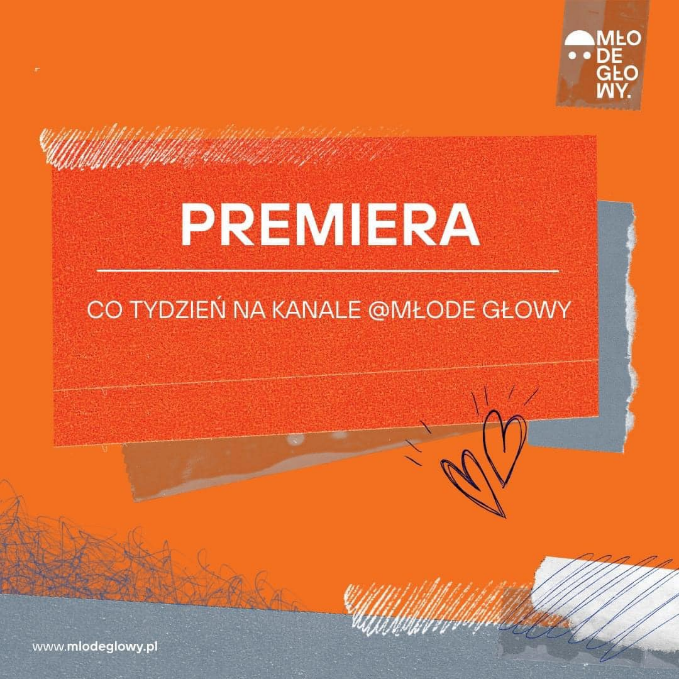 MŁO
DE
GŁO
WY.
PREMIERA
CO TYDZIEŃ NA KANALE @MŁODE GŁOWY
www.mlodeglowy.pl